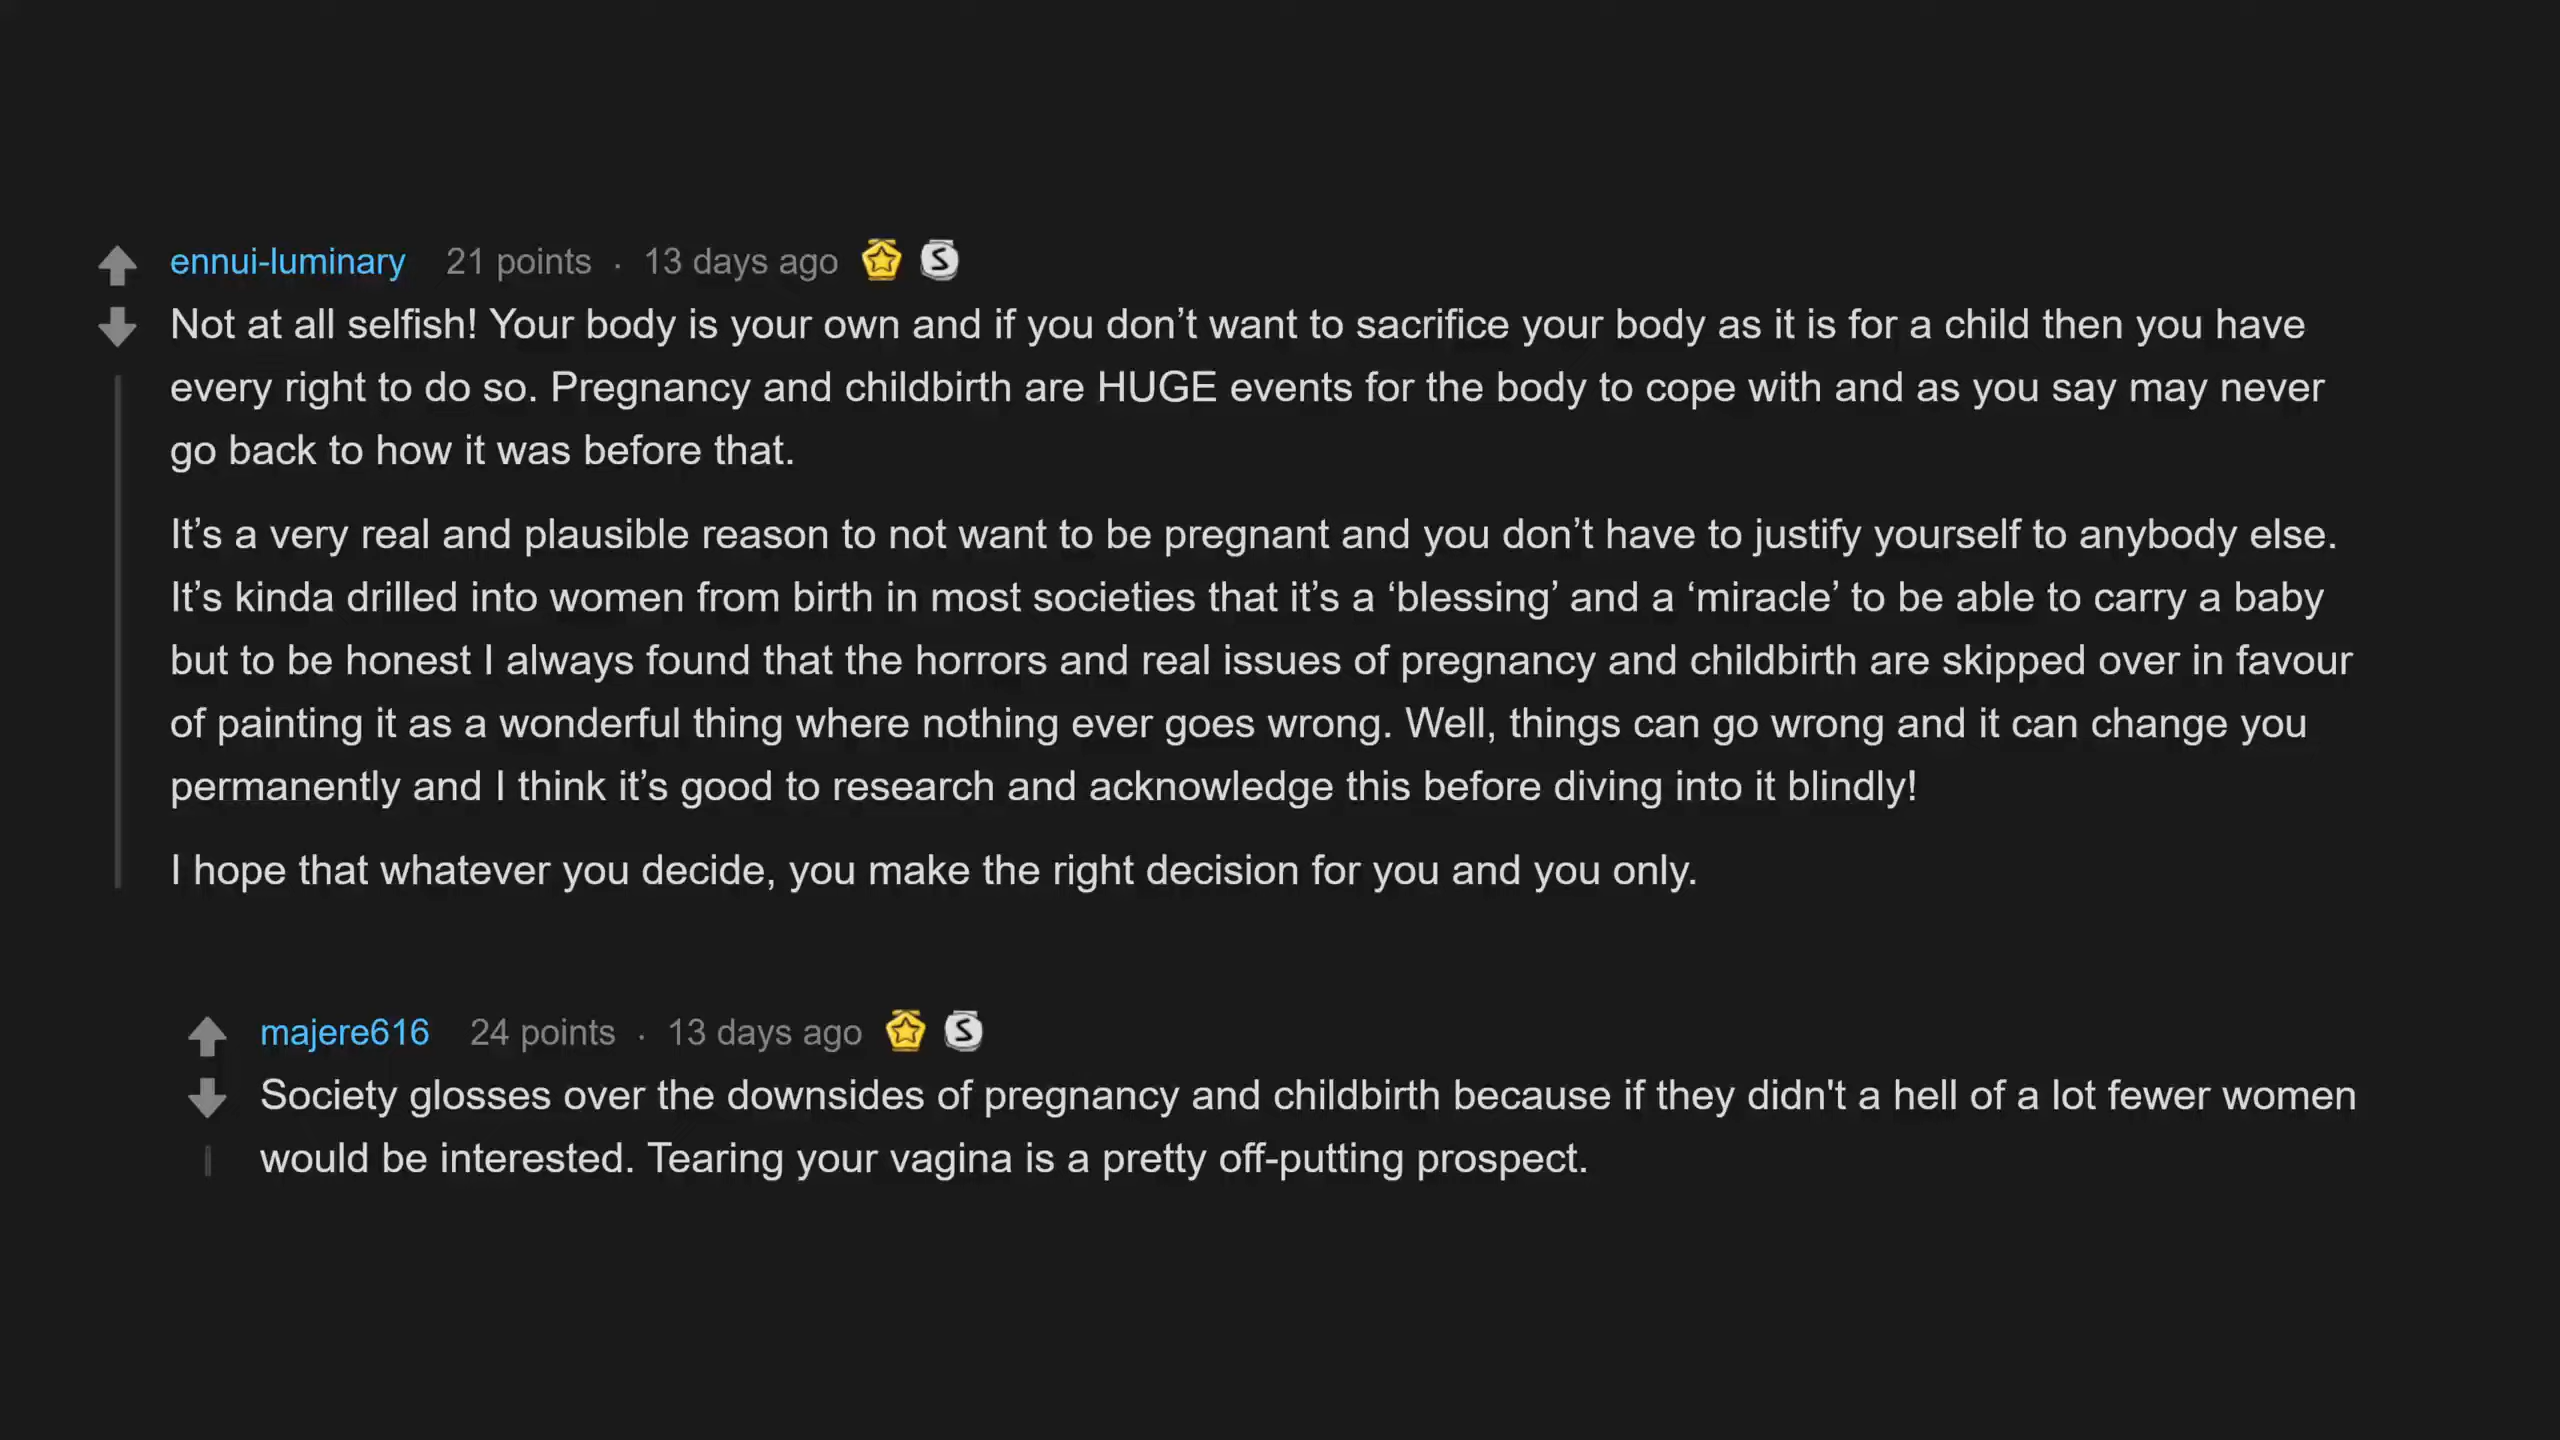 ennui-luminary 21 points · 13 days ago
Not at all selfish! Your body is your own and if you don’t want to sacrifice your body as it is for a child then you have
every right to do so. Pregnancy and childbirth are HUGE events for the body to cope with and as you say may never
go back to how it was before that.
It’s a very real and plausible reason to not want to be pregnant and you don’t have to justify yourself to anybody else.
It’s kinda drilled into women from birth in most societies that it’s a ‘blessing’ and a ‘miracle’ to be able to carry a baby
but to be honest I always found that the horrors and real issues of pregnancy and childbirth are skipped over in favour
of painting it as a wonderful thing where nothing ever goes wrong. Well, things can go wrong and it can change you
permanently and I think it’s good to research and acknowledge this before diving into it blindly!
I hope that whatever you decide, you make the right decision for you and you only.
majere616 24 points · 13 days ago
Society glosses over the downsides of pregnancy and childbirth because if they didn't a hell of a lot fewer women
would be interested. Tearing your vagina is a pretty off-putting prospect.